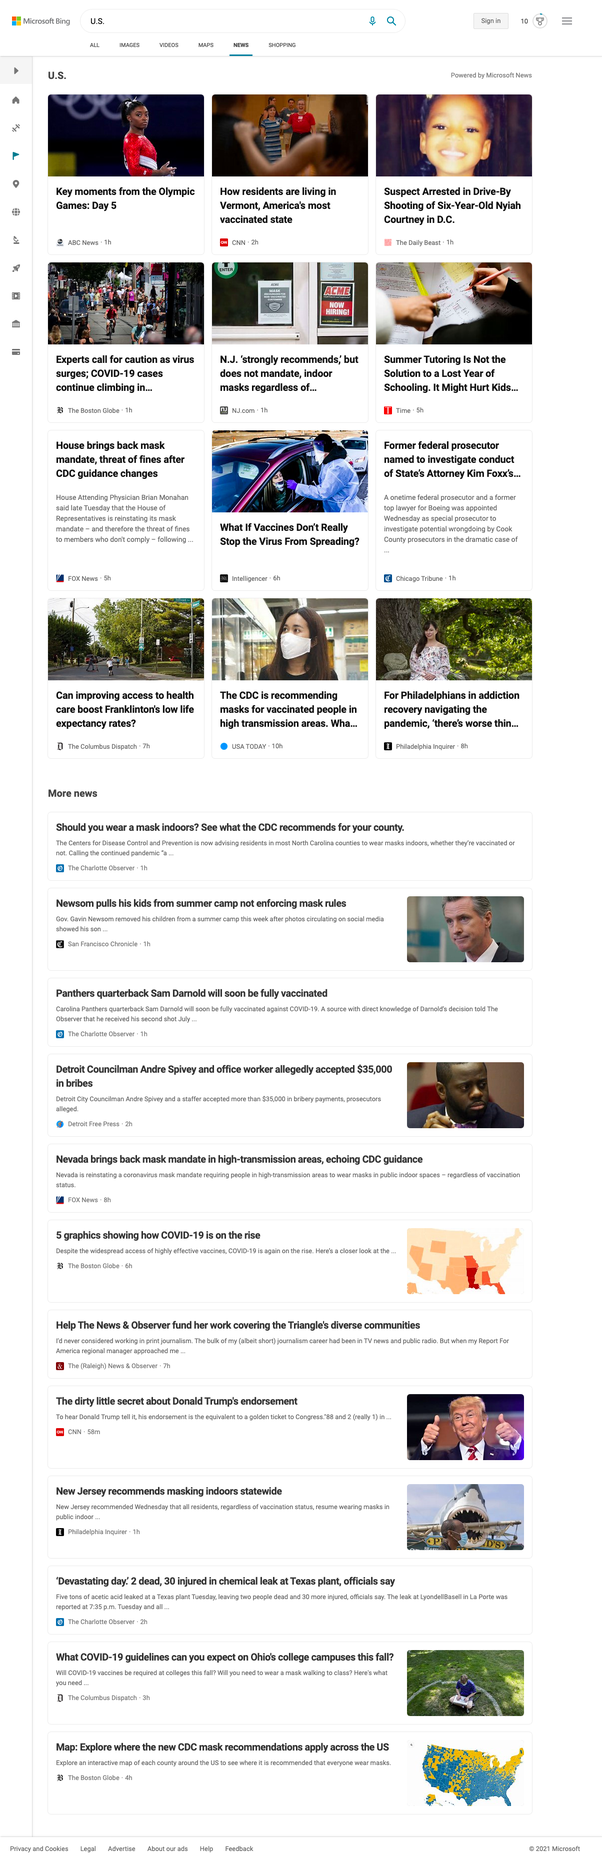 Microsoft Bing
U.S.
Sign in
10
ALL
IMAGES
VIDEOS
MAPS
NEWS
SHOPPING
U.S.
Powered by Microsoft News
Key moments from the Olympic
Games: Day 5
ABC News · 1h
How residents are living in
Vermont, America's most
vaccinated state
CNN · 2h
Suspect Arrested in Drive-By
Shooting of Six-Year-Old Nyiah
Courtney in D.C.
The Daily Beast · 1h
Experts call for caution as virus
surges; COVID-19 cases
continue climbing in…
The Boston Globe · 1h
ENTER
ACME
NOW
HIRING!
N.J. ‘strongly recommends,’ but
does not mandate, indoor
masks regardless of…
NJ.com · 1h
Summer Tutoring Is Not the
Solution to a Lost Year of
Schooling. It Might Hurt Kids…
Time · 5h
House brings back mask
mandate, threat of fines after
CDC guidance changes
House Attending Physician Brian Monahan
said late Tuesday that the House of
Representatives is reinstating its mask
mandate – and therefore the threat of fines
to members who don't comply – following ...
FOX News · 5h
What If Vaccines Don’t Really
Stop the Virus From Spreading?
Intelligencer · 6h
Former federal prosecutor
named to investigate conduct
of State’s Attorney Kim Foxx’s…
A onetime federal prosecutor and a former
top lawyer for Boeing was appointed
Wednesday as special prosecutor to
investigate potential wrongdoing by Cook
County prosecutors in the dramatic case of
...
Chicago Tribune · 1h
Can improving access to health
care boost Franklinton's low life
expectancy rates?
The Columbus Dispatch · 7h
The CDC is recommending
masks for vaccinated people in
high transmission areas. Wha…
USA TODAY · 10h
For Philadelphians in addiction
recovery navigating the
pandemic, ‘there’s worse thin…
Philadelphia Inquirer · 8h
More news
Should you wear a mask indoors? See what the CDC recommends for your county.
The Centers for Disease Control and Prevention is now advising residents in most North Carolina counties to wear masks indoors, whether they’re vaccinated or
not. Calling the continued pandemic “a ...
The Charlotte Observer · 1h
Newsom pulls his kids from summer camp not enforcing mask rules
Gov. Gavin Newsom removed his children from a summer camp this week after photos circulating on social media
showed his son ...
San Francisco Chronicle · 1h
Panthers quarterback Sam Darnold will soon be fully vaccinated
Carolina Panthers quarterback Sam Darnold will soon be fully vaccinated against COVID-19. A source with direct knowledge of Darnold’s decision told The
Observer that he received his second shot July ...
The Charlotte Observer · 1h
Detroit Councilman Andre Spivey and office worker allegedly accepted $35,000
in bribes
Detroit City Councilman Andre Spivey and a staffer accepted more than $35,000 in bribery payments, prosecutors
alleged.
Detroit Free Press · 2h
Nevada brings back mask mandate in high-transmission areas, echoing CDC guidance
Nevada is reinstating a coronavirus mask mandate requiring people in high-transmission areas to wear masks in public indoor spaces – regardless of vaccination
status.
FOX News · 8h
5 graphics showing how COVID-19 is on the rise
Despite the widespread access of highly effective vaccines, COVID-19 is again on the rise. Here’s a closer look at the ...
The Boston Globe · 6h
Help The News & Observer fund her work covering the Triangle’s diverse communities
I’d never considered working in print journalism. The bulk of my (albeit short) journalism career had been in TV news and public radio. But when my Report For
America regional manager approached me ...
The (Raleigh) News & Observer · 7h
The dirty little secret about Donald Trump's endorsement
To hear Donald Trump tell it, his endorsement is the equivalent to a golden ticket to Congress."88 and 2 (really 1) in ...
CNN · 58m
New Jersey recommends masking indoors statewide
New Jersey recommended Wednesday that all residents, regardless of vaccination status, resume wearing masks in
public indoor ...
Philadelphia Inquirer · 1h
‘Devastating day.’ 2 dead, 30 injured in chemical leak at Texas plant, officials say
Five tons of acetic acid leaked at a Texas plant Tuesday, leaving two people dead and 30 more injured, officials say. The leak at LyondellBasell in La Porte was
reported at 7:35 p.m. Tuesday and all ...
The Charlotte Observer · 2h
What COVID-19 guidelines can you expect on Ohio's college campuses this fall?
Will COVID-19 vaccines be required at colleges this fall? Will you need to wear a mask walking to class? Here's what
you need ...
The Columbus Dispatch · 3h
Map: Explore where the new CDC mask recommendations apply across the US
Explore an interactive map of each county around the US to see where it is recommended that everyone wear masks.
The Boston Globe · 4h
Privacy and Cookies
Legal
Advertise
About our ads
Help
Feedback
© 2021 Microsoft